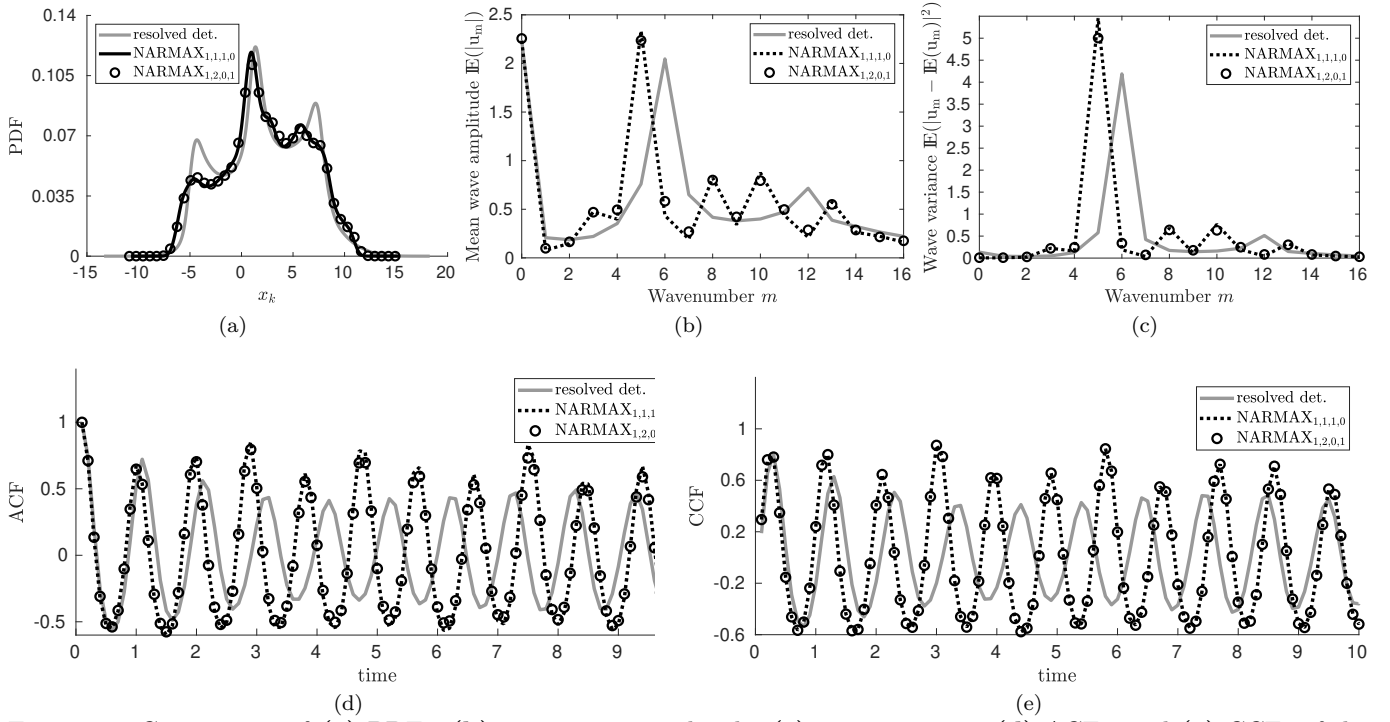 0.14
0.105
0.07
0.035
0
-15
-10
-5
0
5
10
15
20
PDF
x_k
resolved det.
NARMAX1,1,1,0
NARMAX1,2,0,1
(a)
2.5
2
1.5
1
0.5
0
0
2
4
6
8
10
12
14
16
Mean wave amplitude 𝔼(|u_m|)
Wavenumber m
resolved det.
NARMAX1,1,1,0
NARMAX1,2,0,1
(b)
5
4.5
4
3.5
3
2.5
2
1.5
1
0.5
0
0
2
4
6
8
10
12
14
16
Wave variance 𝔼(|u_m − 𝔼(u_m)|²)
Wavenumber m
resolved det.
NARMAX1,1,1,0
NARMAX1,2,0,1
(c)
1
0.5
0
-0.5
0
1
2
3
4
5
6
7
8
9
ACF
time
resolved det.
NARMAX1,1,1
NARMAX1,2,0
(d)
1
0.6
0.2
-0.2
-0.6
0
1
2
3
4
5
6
7
8
9
10
CCF
time
resolved det.
NARMAX1,1,1,0
NARMAX1,2,0,1
(e)